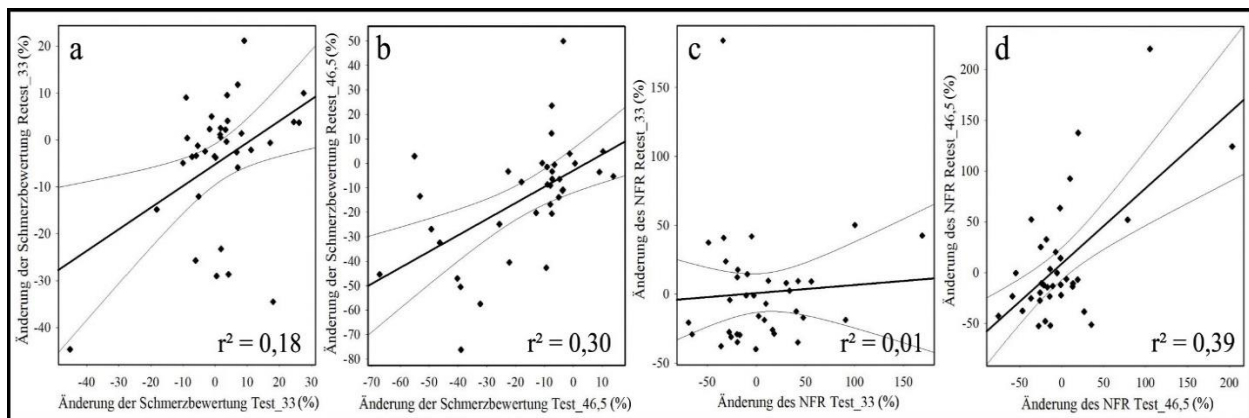 a
Änderung der Schmerzbewertung Retest_33 (%)
20
10
0
-10
-20
-30
-40
r² = 0,18
-40 -30 -20 -10 0 10 20 30
Änderung der Schmerzbewertung Test_33 (%)
b
Änderung der Schmerzbewertung Retest_46,5 (%)
50
40
30
20
10
0
-10
-20
-30
-40
-50
-60
-70
-80
r² = 0,30
-70 -60 -50 -40 -30 -20 -10 0 10
Änderung der Schmerzbewertung Test_46,5 (%)
c
Änderung des NFR Retest_33 (%)
150
100
50
0
-50
r² = 0,01
-50 0 50 100 150
Änderung des NFR Test_33 (%)
d
Änderung des NFR Retest_46,5 (%)
200
150
100
50
0
-50
r² = 0,39
-50 0 50 100 150 200
Änderung des NFR Test_46,5 (%)